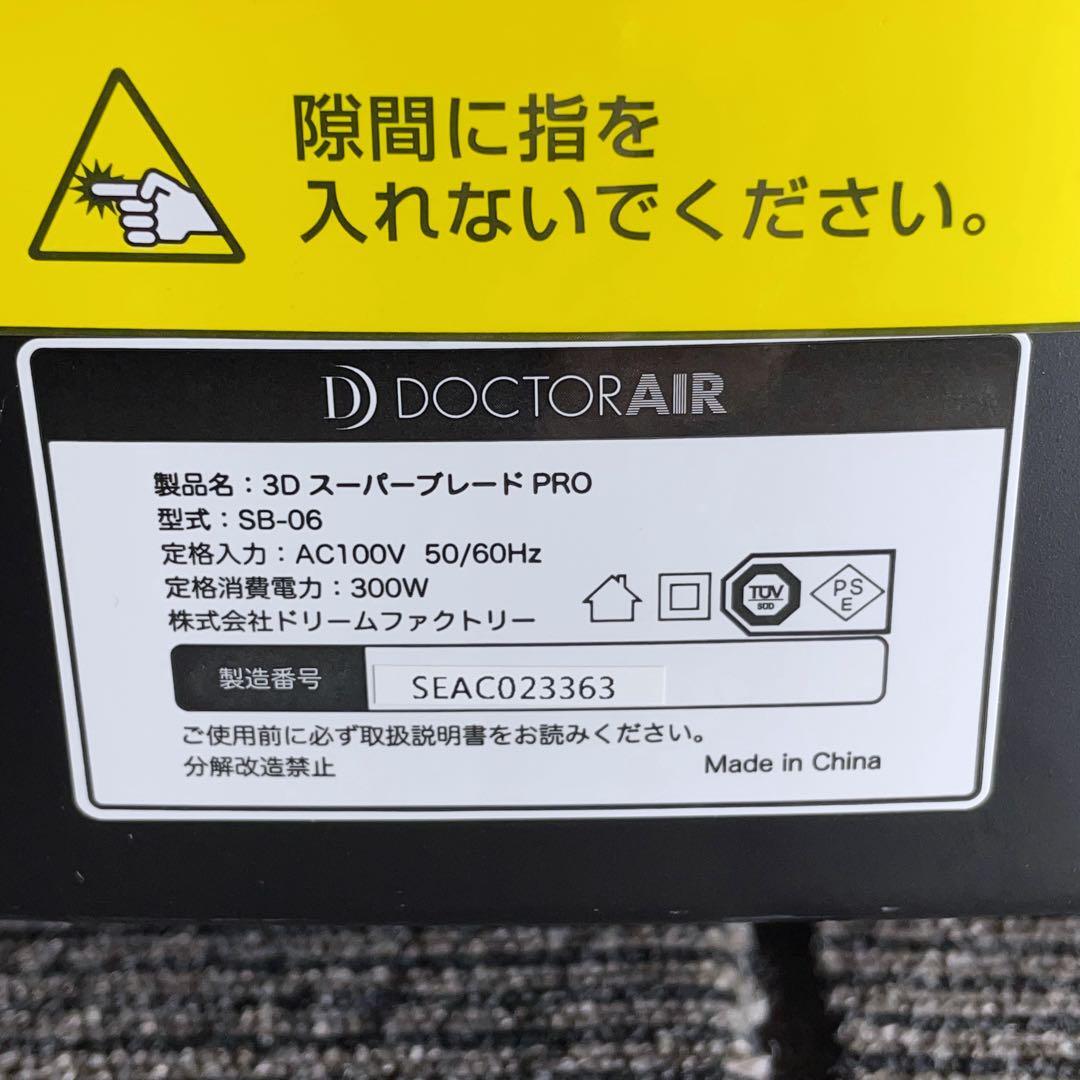 隙間に指を
入れないでください。
DOCTORAIR
製品名：3D スーパーブレード PRO
型式：SB-06
定格入力：AC100V 50/60Hz
定格消費電力：300W
株式会社ドリームファクトリー
TÜV
SÜD
PS
E
製造番号 SEAC023363
ご使用前に必ず取扱説明書をお読みください。
分解改造禁止
Made in China